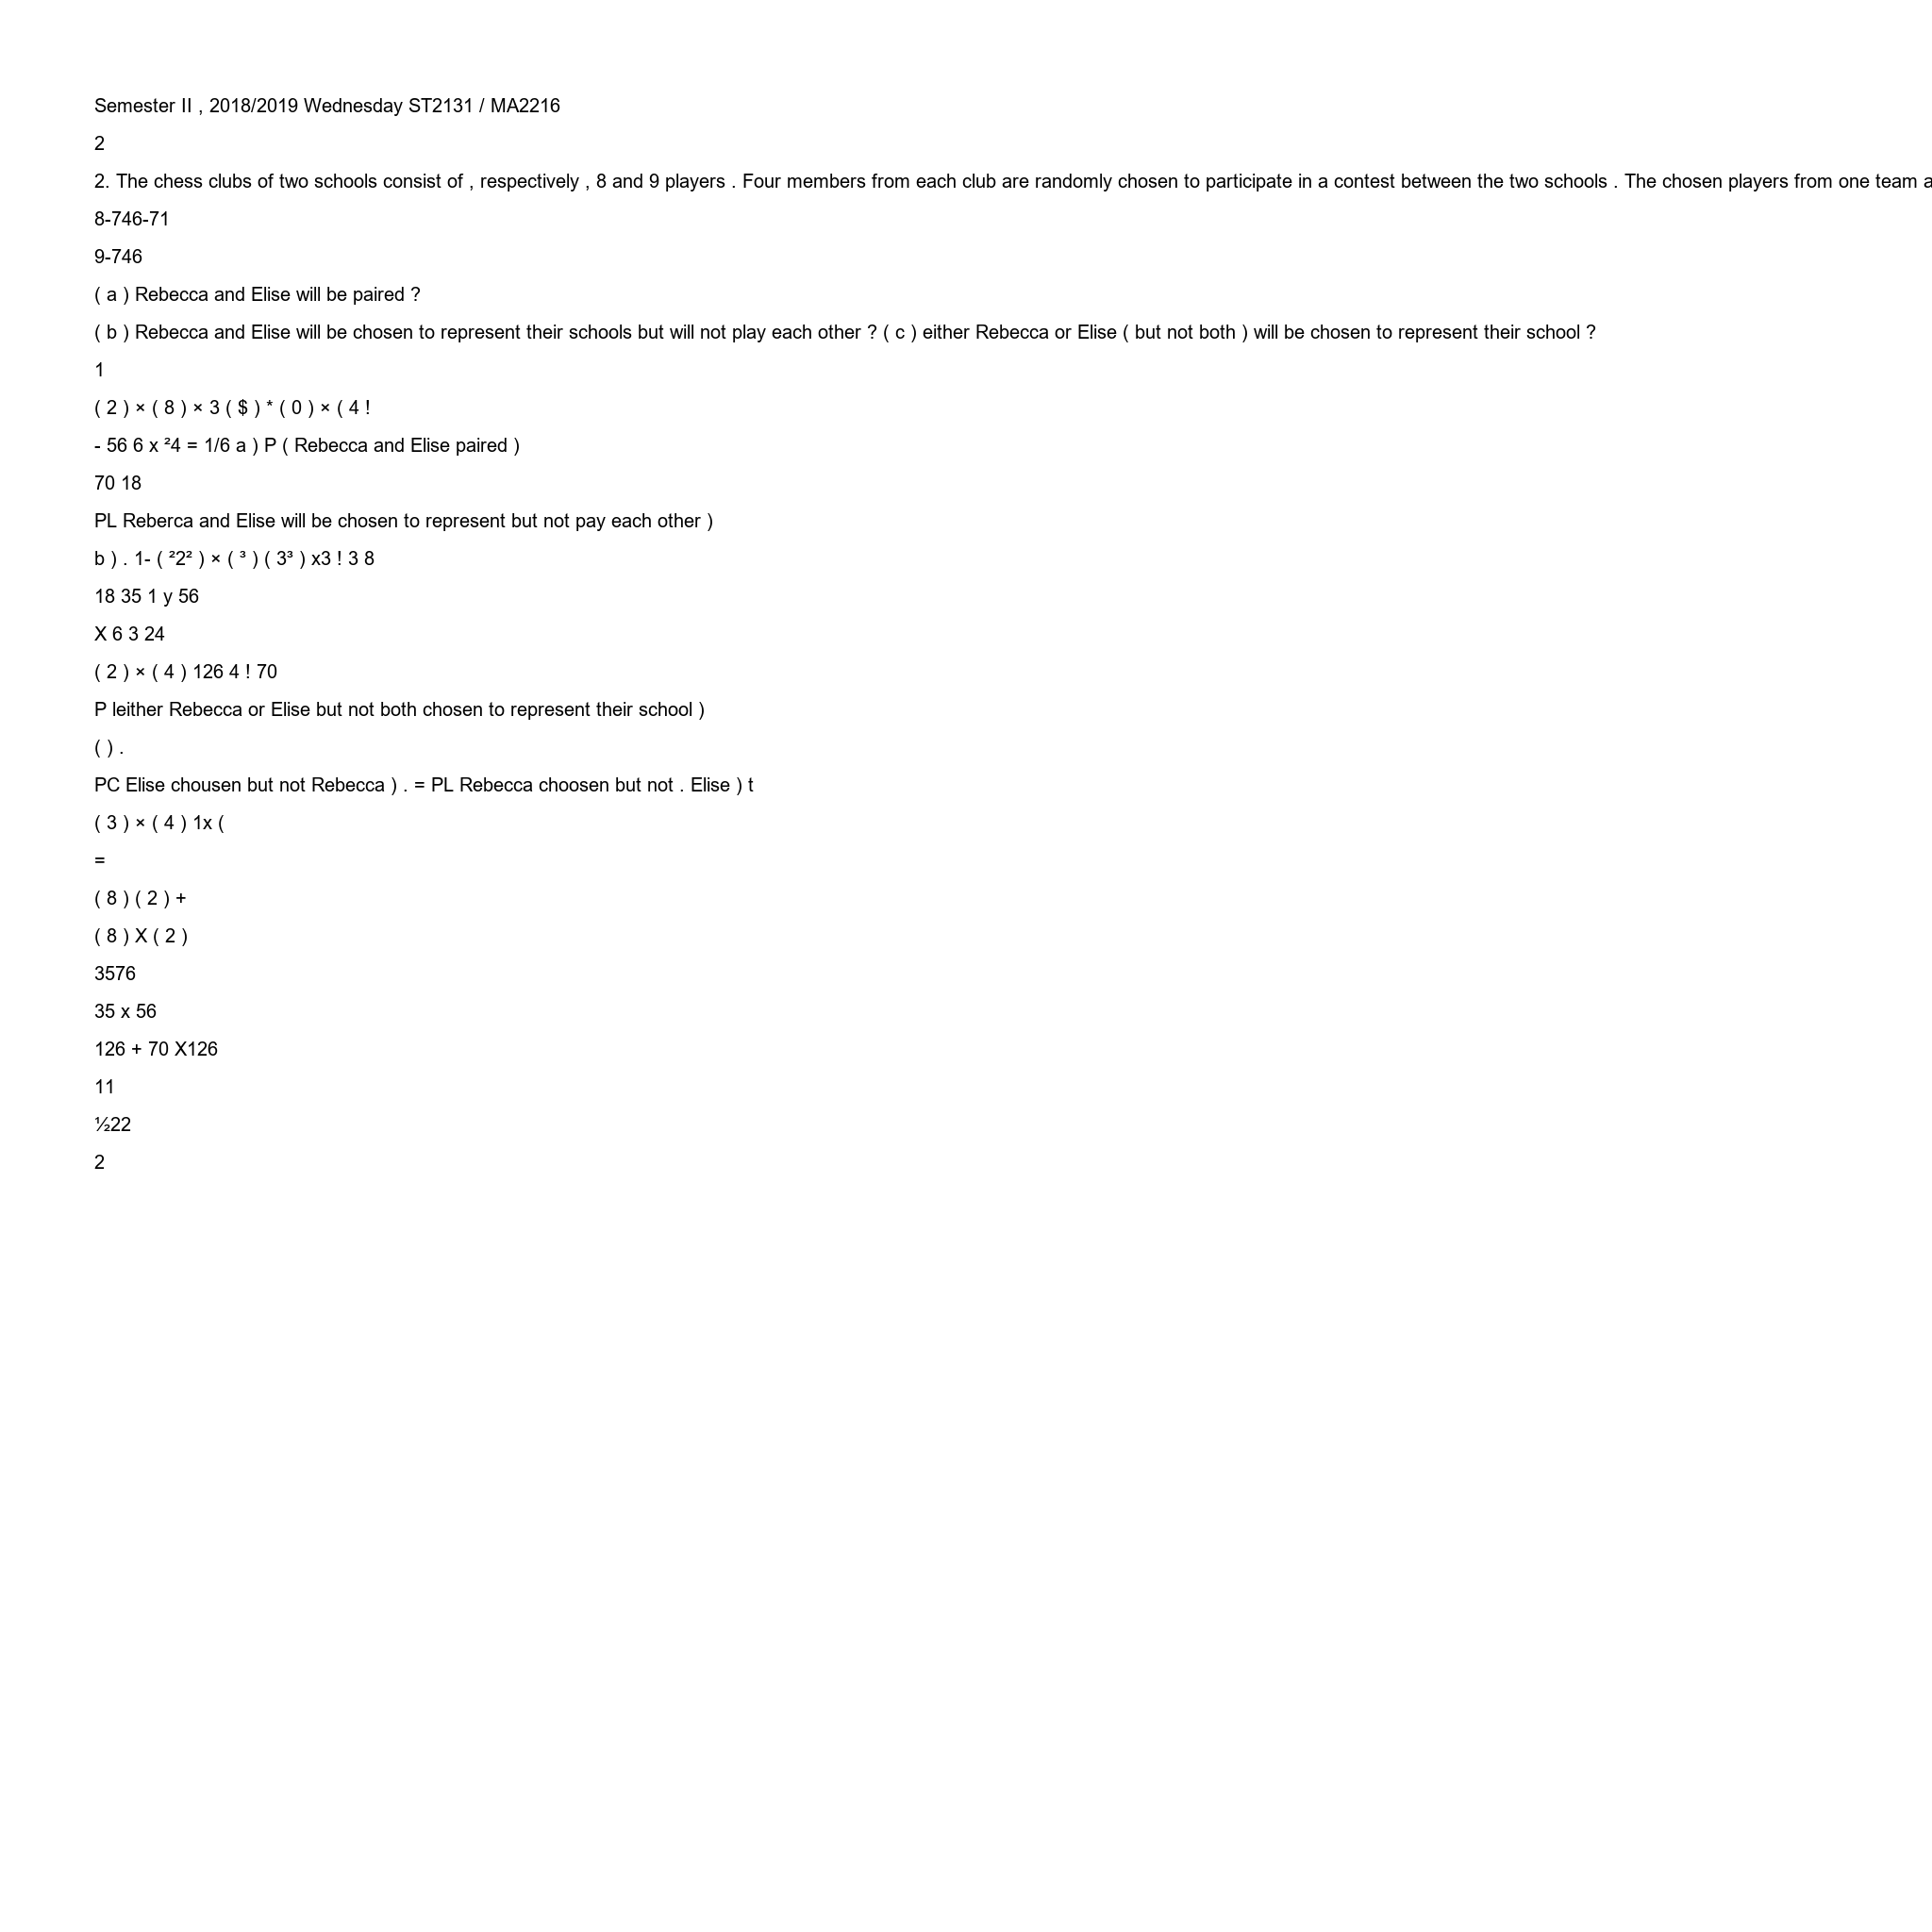 Semester II , 2018/2019 Wednesday ST2131 / MA2216
2
2. The chess clubs of two schools consist of , respectively , 8 and 9 players . Four members from each club are randomly chosen to participate in a contest between the two schools . The chosen players from one team a
8-746-71
9-746
( a ) Rebecca and Elise will be paired ?
( b ) Rebecca and Elise will be chosen to represent their schools but will not play each other ? ( c ) either Rebecca or Elise ( but not both ) will be chosen to represent their school ?
1
( 2 ) × ( 8 ) × 3 ( $ ) * ( 0 ) × ( 4 !
- 56 6 x ²4 = 1/6 a ) P ( Rebecca and Elise paired )
70 18
PL Reberca and Elise will be chosen to represent but not pay each other )
b ) . 1- ( ²2² ) × ( ³ ) ( 3³ ) x3 ! 3 8
18 35 1 y 56
X 6 3 24
( 2 ) × ( 4 ) 126 4 ! 70
P leither Rebecca or Elise but not both chosen to represent their school )
( ) .
PC Elise chousen but not Rebecca ) . = PL Rebecca choosen but not . Elise ) t
( 3 ) × ( 4 ) 1x (
=
( 8 ) ( 2 ) +
( 8 ) X ( 2 )
3576
35 x 56
126 + 70 X126
11
½22
2